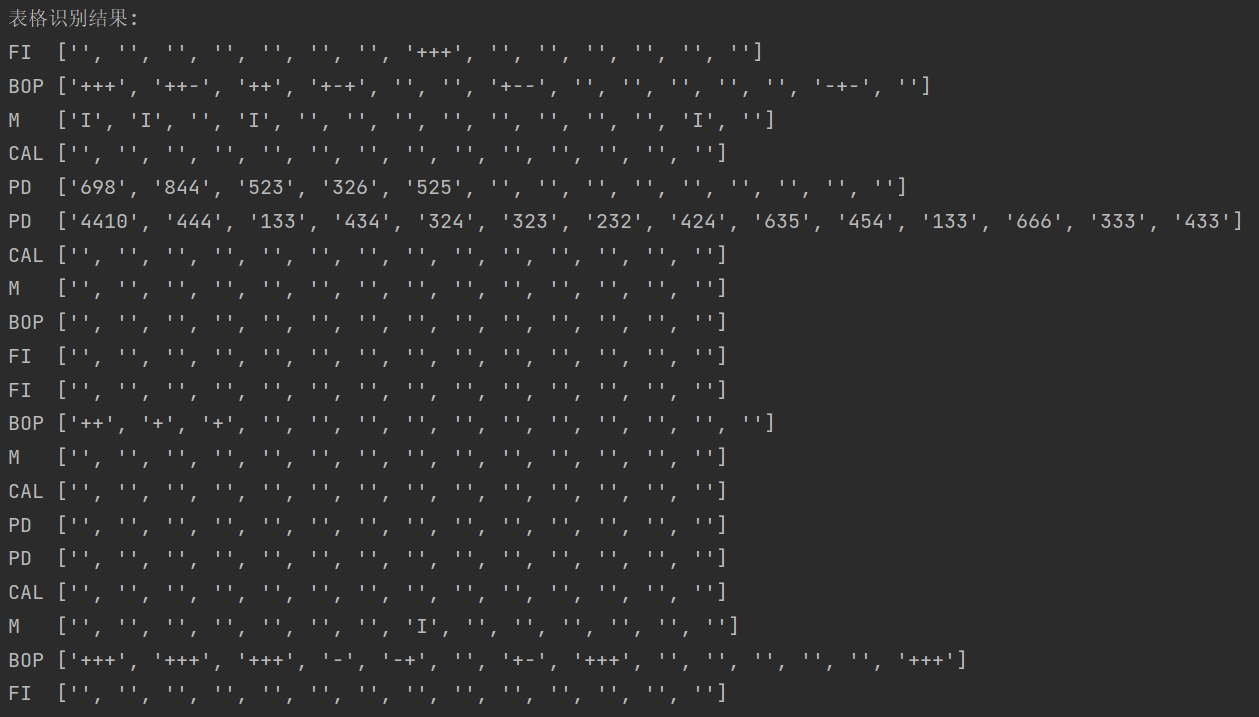 表格识别结果:
FI  ['', '', '', '', '', '', '', '+++', '', '', '', '', '', '']
BOP ['+++', '++-', '++', '+-+', '', '', '+--', '', '', '', '', '', '-+-', '']
M   ['I', 'I', '', 'I', '', '', '', '', '', '', '', '', 'I', '']
CAL ['', '', '', '', '', '', '', '', '', '', '', '', '', '']
PD  ['698', '844', '523', '326', '525', '', '', '', '', '', '', '', '', '']
PD  ['4410', '444', '133', '434', '324', '323', '232', '424', '635', '454', '133', '666', '333', '433']
CAL ['', '', '', '', '', '', '', '', '', '', '', '', '', '']
M   ['', '', '', '', '', '', '', '', '', '', '', '', '', '']
BOP ['', '', '', '', '', '', '', '', '', '', '', '', '', '']
FI  ['', '', '', '', '', '', '', '', '', '', '', '', '', '']
FI  ['', '', '', '', '', '', '', '', '', '', '', '', '', '']
BOP ['++', '+', '+', '', '', '', '', '', '', '', '', '', '', '']
M   ['', '', '', '', '', '', '', '', '', '', '', '', '', '']
CAL ['', '', '', '', '', '', '', '', '', '', '', '', '', '']
PD  ['', '', '', '', '', '', '', '', '', '', '', '', '', '']
PD  ['', '', '', '', '', '', '', '', '', '', '', '', '', '']
CAL ['', '', '', '', '', '', '', '', '', '', '', '', '', '']
M   ['', '', '', '', '', '', '', 'I', '', '', '', '', '', '']
BOP ['+++', '+++', '+++', '-', '-+', '', '+-', '+++', '', '', '', '', '', '+++']
FI  ['', '', '', '', '', '', '', '', '', '', '', '', '', '']